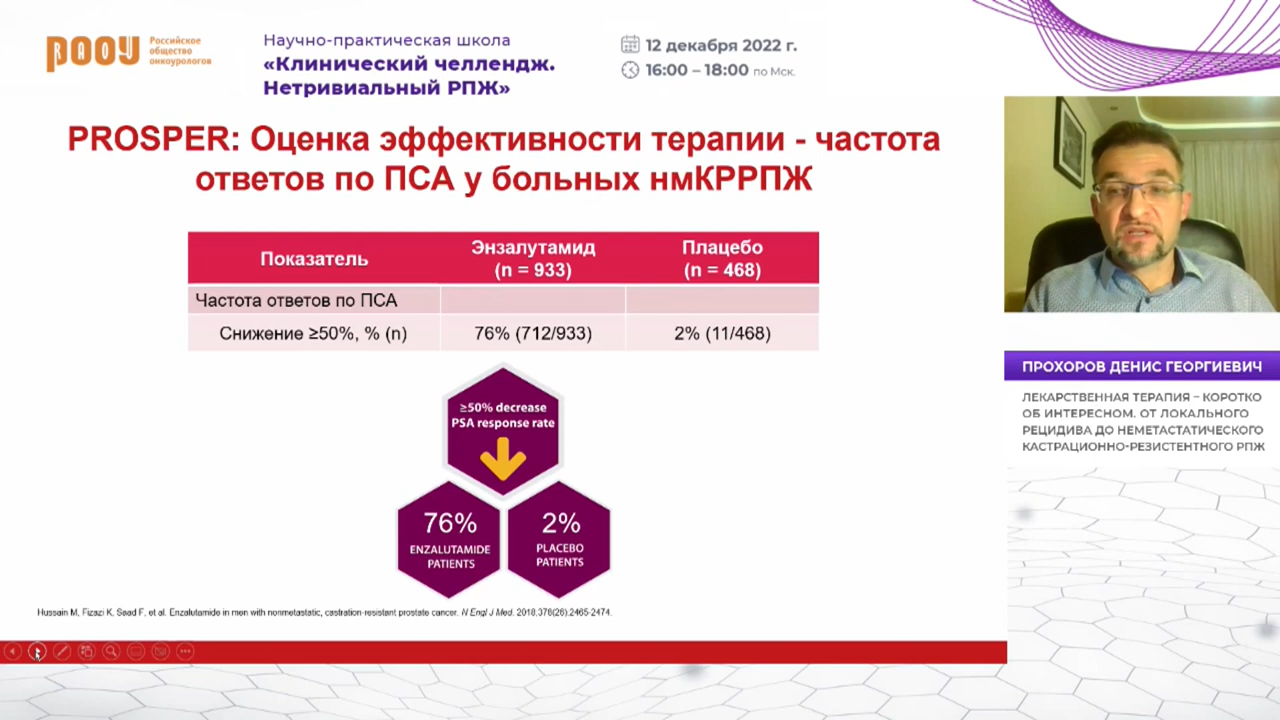 РАОУ
Российское
общество
онкоурологов
Научно-практическая школа
«Клинический челлендж.
Нетривиальный РПЖ»
12 декабря 2022 г.
16:00 – 18:00 по Мск.
PROSPER: Оценка эффективности терапии - частота
ответов по ПСА у больных нмКРРПЖ
Показатель
Энзалутамид
(n = 933)
Плацебо
(n = 468)
Частота ответов по ПСА
Снижение ≥50%, % (n)
76% (712/933)
2% (11/468)
≥50% decrease
PSA response rate
76%
ENZALUTAMIDE
PATIENTS
2%
PLACEBO
PATIENTS
Hussain M, Fizazi K, Saad F, et al. Enzalutamide in men with nonmetastatic, castration-resistant prostate cancer. N Engl J Med. 2018;378(26):2465-2474.
ПРОХОРОВ ДЕНИС ГЕОРГИЕВИЧ
ЛЕКАРСТВЕННАЯ ТЕРАПИЯ – КОРОТКО
ОБ ИНТЕРЕСНОМ. ОТ ЛОКАЛЬНОГО
РЕЦИДИВА ДО НЕМЕТАСТАТИЧЕСКОГО
КАСТРАЦИОННО-РЕЗИСТЕНТНОГО РПЖ